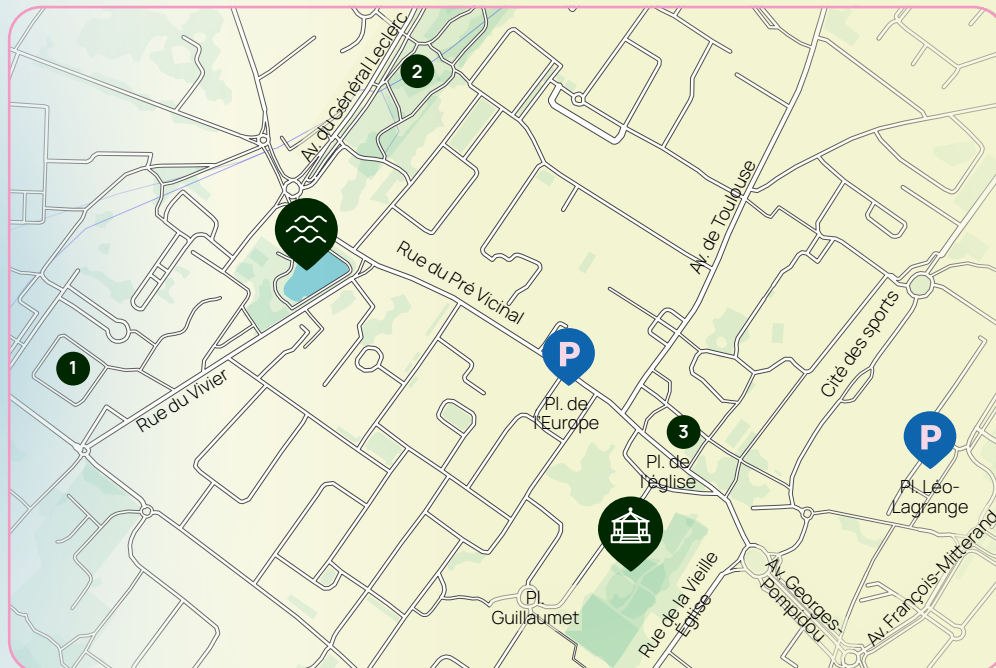 Av. du Général Leclerc
2
Av. de Toulouse
Rue du Pré Vicinal
Cité des sports
P
1
Rue du Vivier
Pl. de
l'Europe
3
Pl. de
l'église
P
Pl. Léo-
Lagrange
Av. François-Mitterand
Av. Georges-
Pompidou
Rue de la Vieille
Église
Pl.
Guillaumet